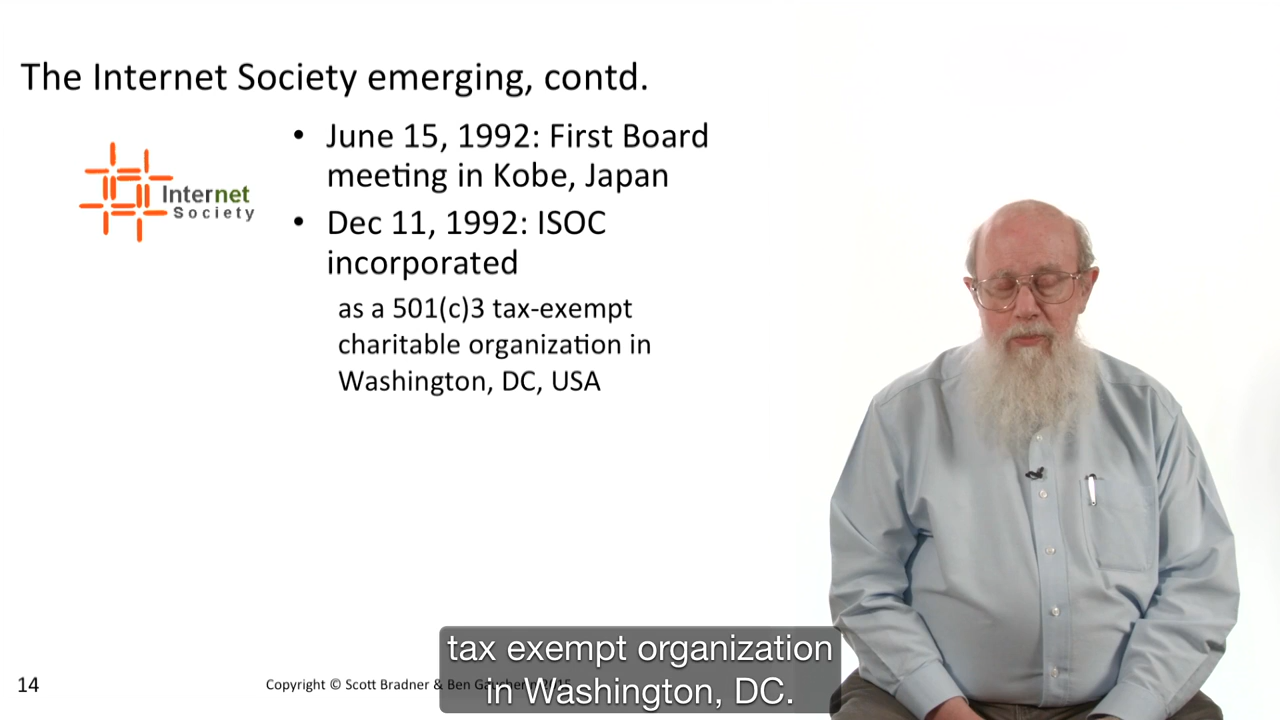 The Internet Society emerging, contd.
• June 15, 1992: First Board
meeting in Kobe, Japan
Internet
Society
• Dec 11, 1992: ISOC
incorporated
as a 501(c)3 tax-exempt
charitable organization in
Washington, DC, USA
tax exempt organization
in Washington, DC.
14
Copyright © Scott Bradner & Ben